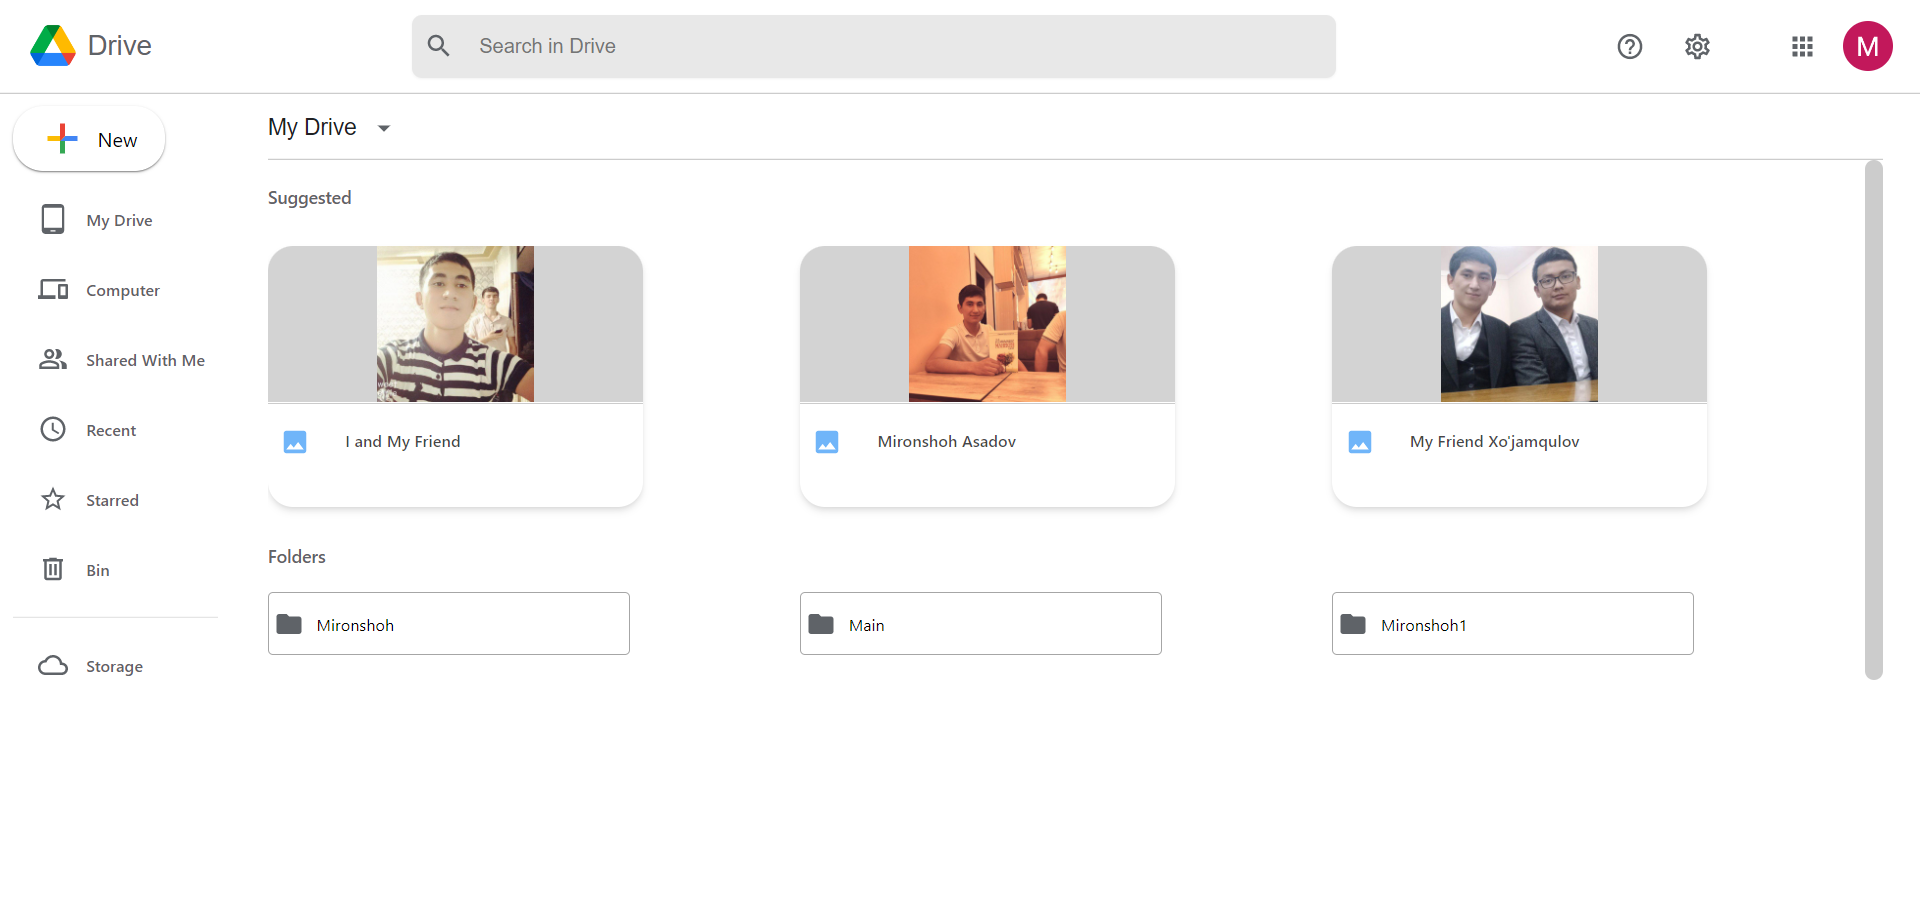 Drive
Search in Drive
M
New
My Drive
Suggested
My Drive
Computer
Shared With Me
Recent
Starred
Bin
Storage
I and My Friend
Mironshoh Asadov
My Friend Xo'jamqulov
Folders
Mironshoh
Main
Mironshoh1